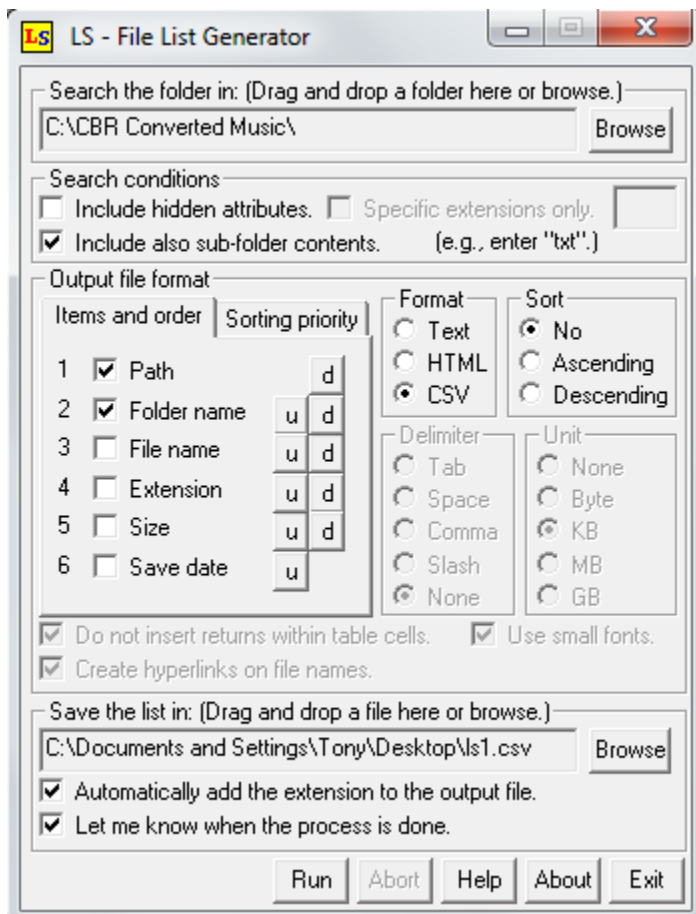 LS LS - File List Generator
Search the folder in: (Drag and drop a folder here or browse.)
C:\CBR Converted Music\ Browse
Search conditions
Include hidden attributes. Specific extensions only.
Include also sub-folder contents. (e.g., enter "txt".)
Output file format
Items and order Sorting priority
1 Path d
2 Folder name u d
3 File name u d
4 Extension u d
5 Size u d
6 Save date u
Format
Text
HTML
CSV
Sort
No
Ascending
Descending
Delimiter
Tab
Space
Comma
Slash
None
Unit
None
Byte
KB
MB
GB
Do not insert returns within table cells. Use small fonts.
Create hyperlinks on file names.
Save the list in: (Drag and drop a file here or browse.)
C:\Documents and Settings\Tony\Desktop\ls1.csv Browse
Automatically add the extension to the output file.
Let me know when the process is done.
Run Abort Help About Exit